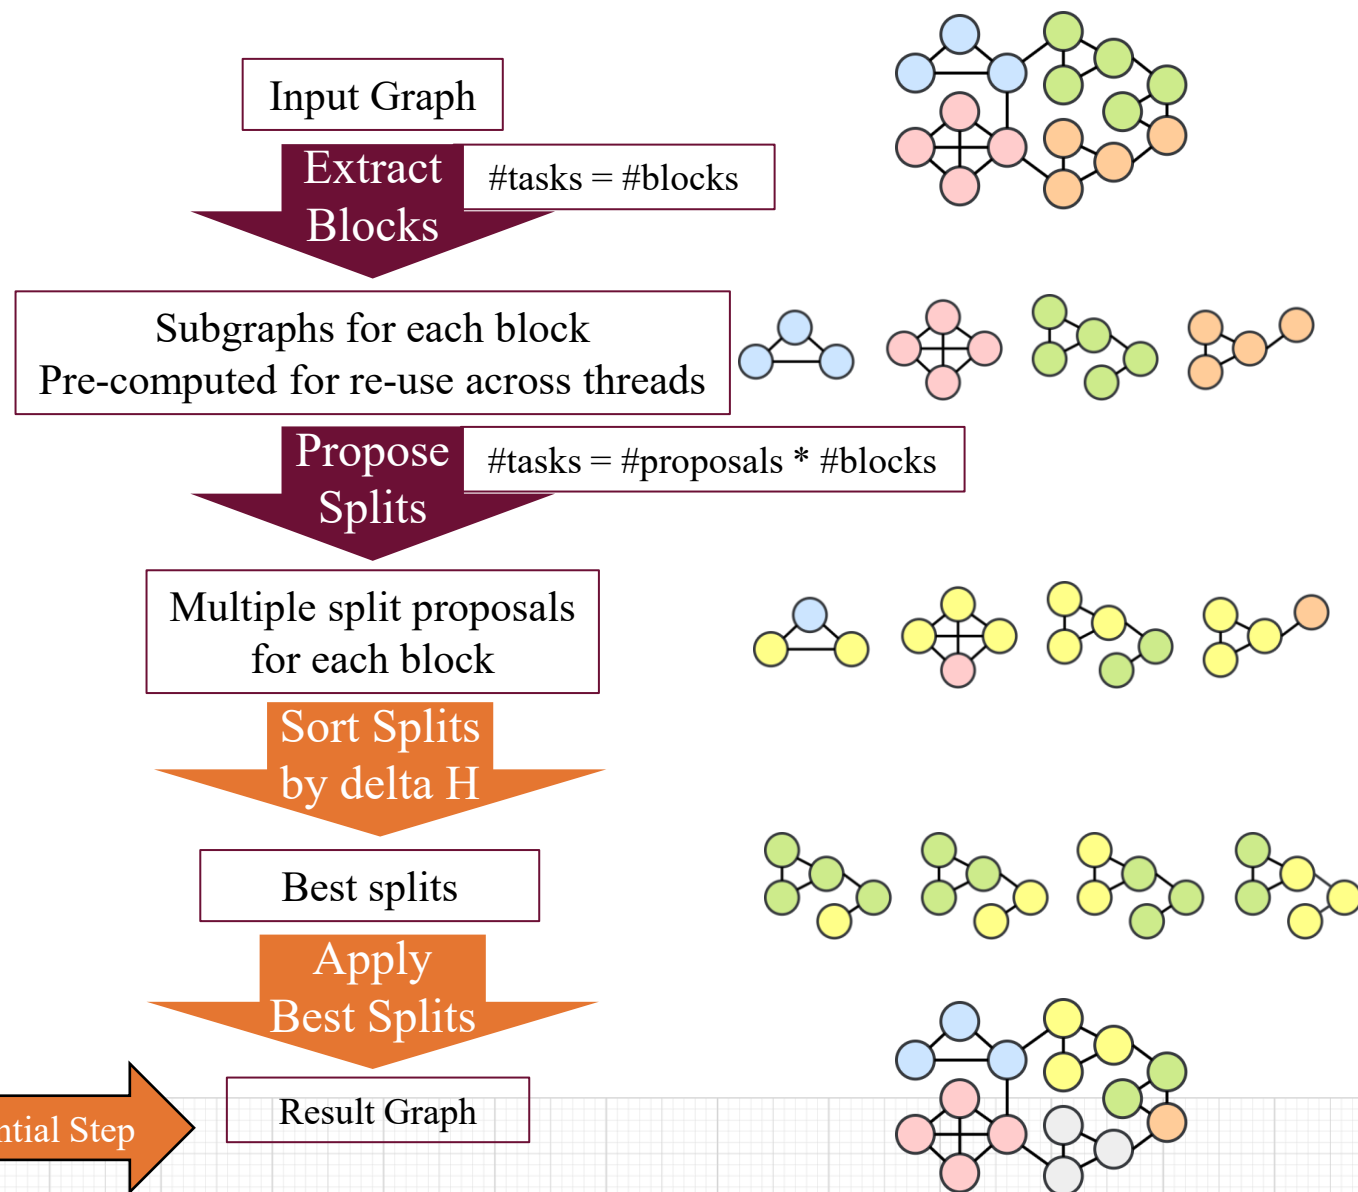 Input Graph
Extract
Blocks
#tasks = #blocks
Subgraphs for each block
Pre-computed for re-use across threads
Propose
Splits
#tasks = #proposals * #blocks
Multiple split proposals
for each block
Sort Splits
by delta H
Best splits
Apply
Best Splits
Result Graph
Step